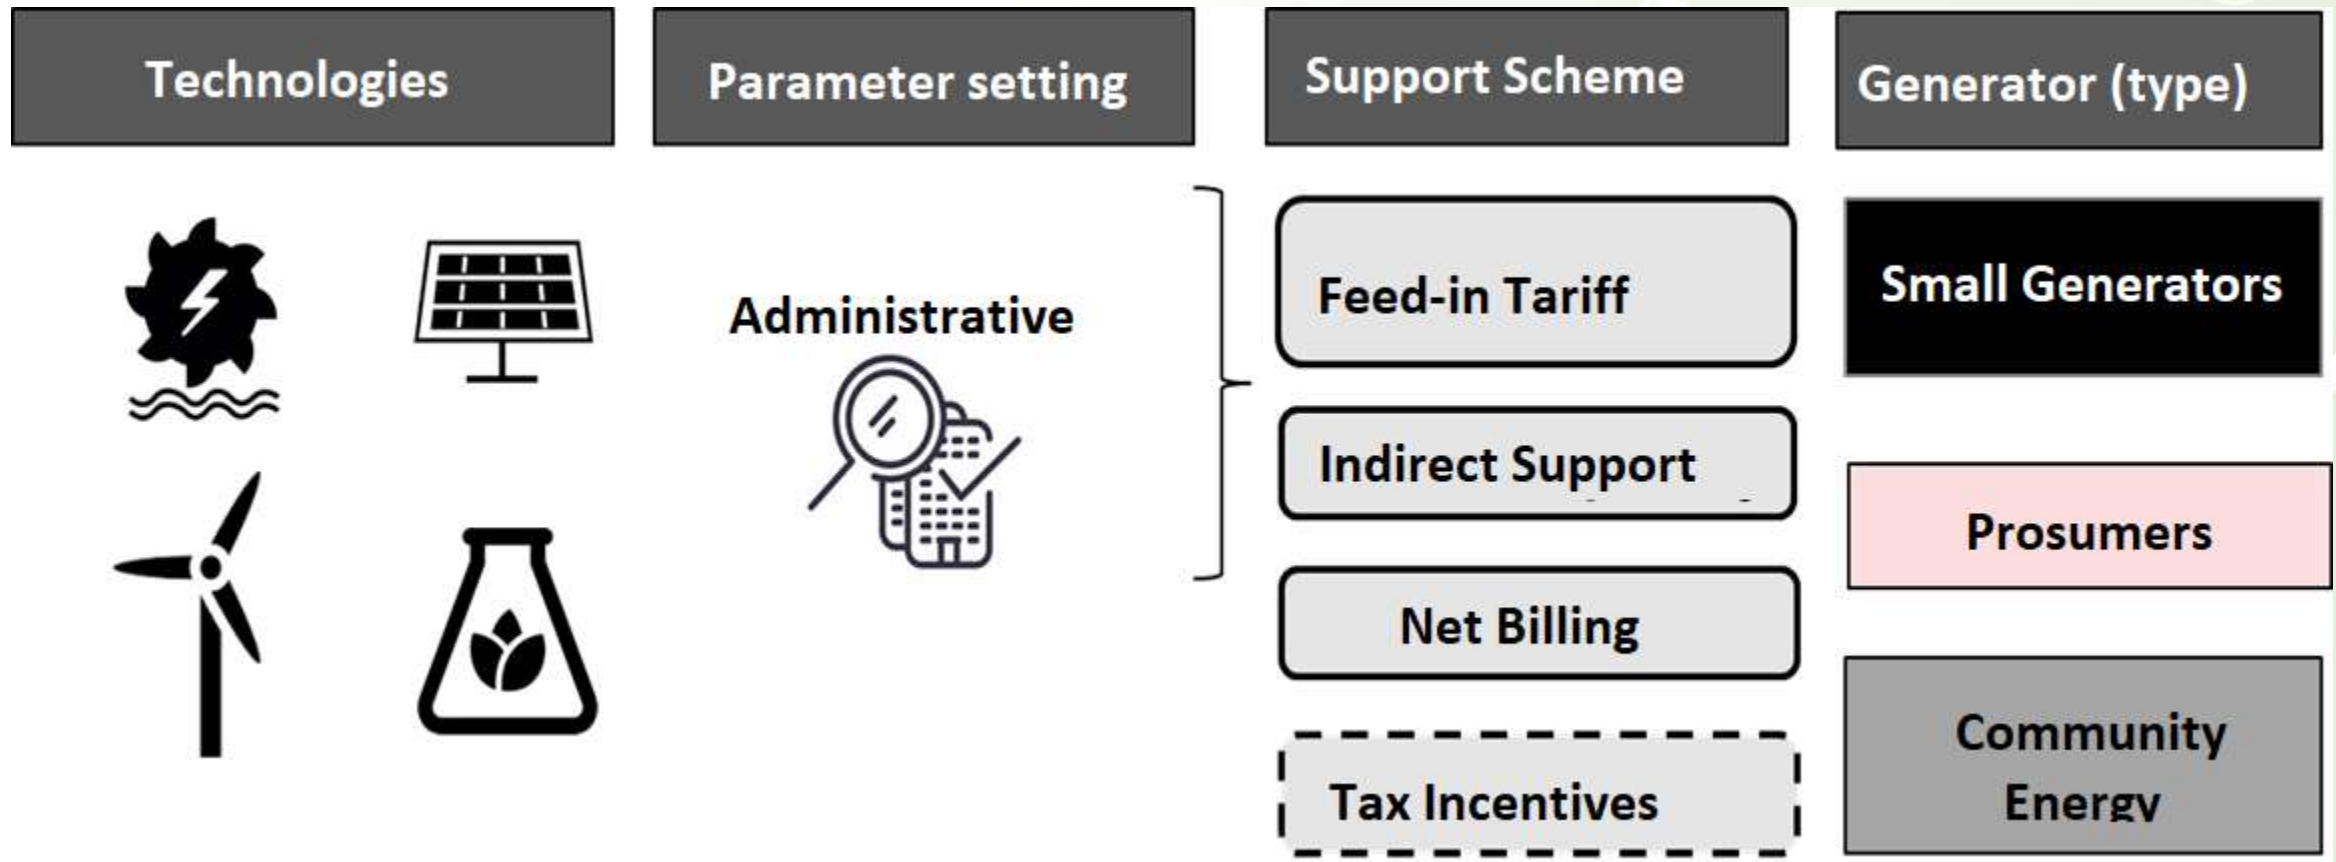 Technologies
Parameter setting
Support Scheme
Generator (type)
Administrative
Feed-in Tariff
Indirect Support
Net Billing
Tax Incentives
Small Generators
Prosumers
Community
Energy